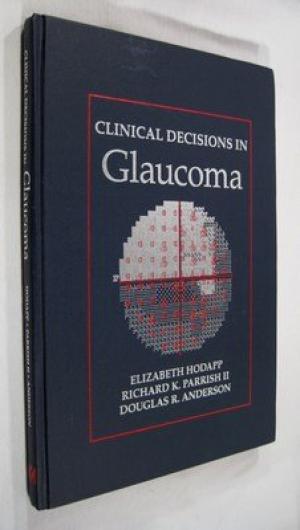 CLINICAL DECISIONS IN
Glaucoma
ELIZABETH HODAPP
RICHARD K. PARRISH II
DOUGLAS R. ANDERSON
CLINICAL DECISIONS IN
Glaucoma
HODAPP • PARRISH • ANDERSON